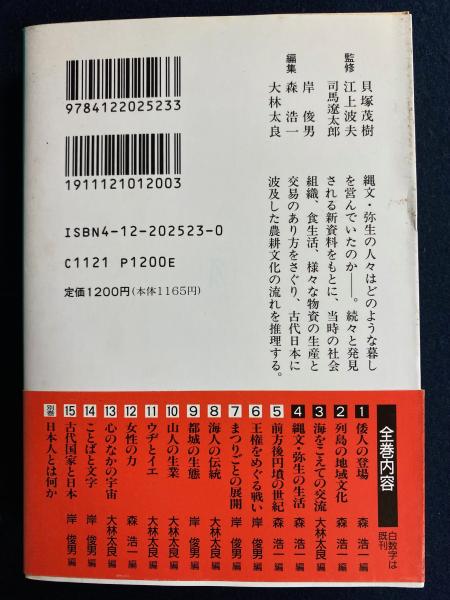 監修
貝塚茂樹
江上波夫
司馬遼太郎
編集
岸 俊男
森 浩一
大林太良
9784122025233
1911121012003
ISBN4-12-202523-0
C1121 P1200E
定価1200円(本体1165円)
縄文・弥生の人々はどのような暮し
を営んでいたのか――。続々と発見
される新資料をもとに、当時の社会
組織、食生活、様々な物資の生産と
交易のあり方をさぐり、古代日本に
波及した農耕文化の流れを推理する。
全巻内容
白数字は
既刊
1 倭人の登場 森 浩一編
2 列島の地域文化 森 浩一編
3 海をこえての交流 大林太良編
4 縄文・弥生の生活 森 浩一編
5 前方後円墳の世紀 森 浩一編
6 王権をめぐる戦い 森 浩一編
7 まつりごとの展開 岸 俊男編
8 海人の伝統 大林太良編
9 都城の生態 岸 俊男編
10 山人の生業 大林太良編
11 ウヂとイエ 大林太良編
12 女性の力 森 浩一編
13 心のなかの宇宙 大林太良編
14 ことばと文字 岸 俊男編
15 古代国家と日本 岸 俊男編
別巻 日本人とは何か